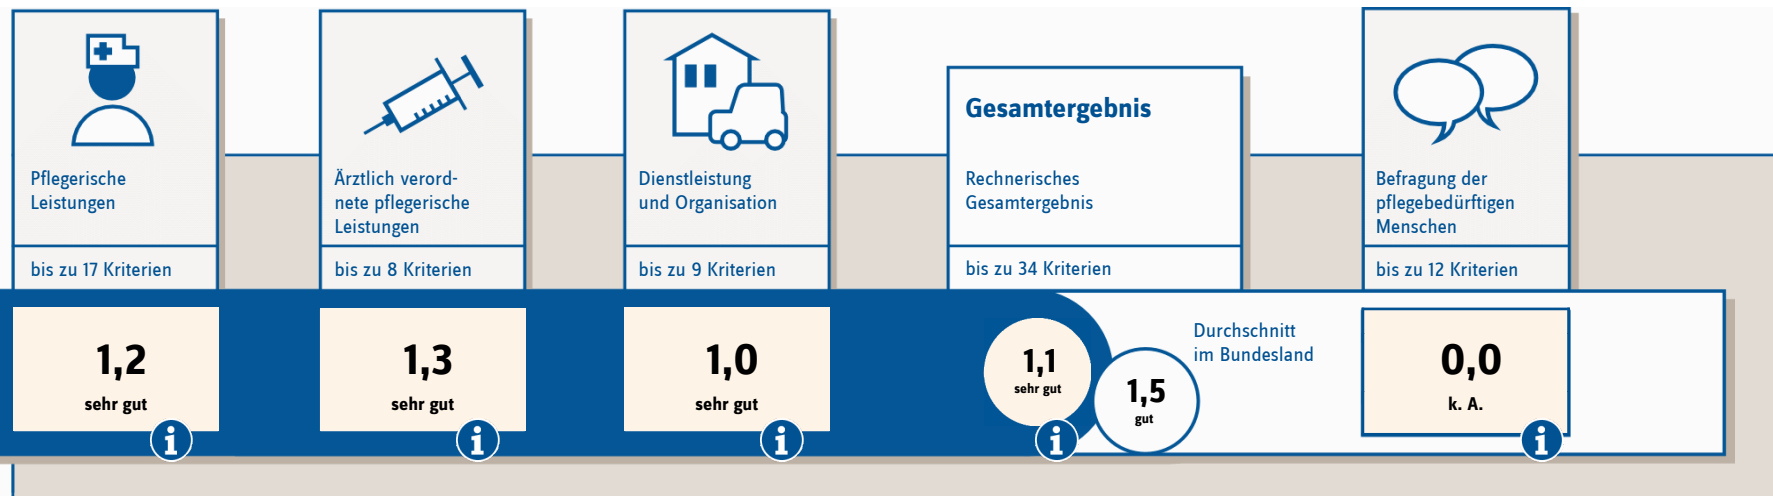 Pflegerische
Leistungen
bis zu 17 Kriterien
1,2
sehr gut
i
Ärztlich verord-
nete pflegerische
Leistungen
bis zu 8 Kriterien
1,3
sehr gut
i
Dienstleistung
und Organisation
bis zu 9 Kriterien
1,0
sehr gut
i
Gesamtergebnis
Rechnerisches
Gesamtergebnis
bis zu 34 Kriterien
1,1
sehr gut
i
1,5
gut
Durchschnitt
im Bundesland
Befragung der
pflegebedürftigen
Menschen
bis zu 12 Kriterien
0,0
k. A.
i